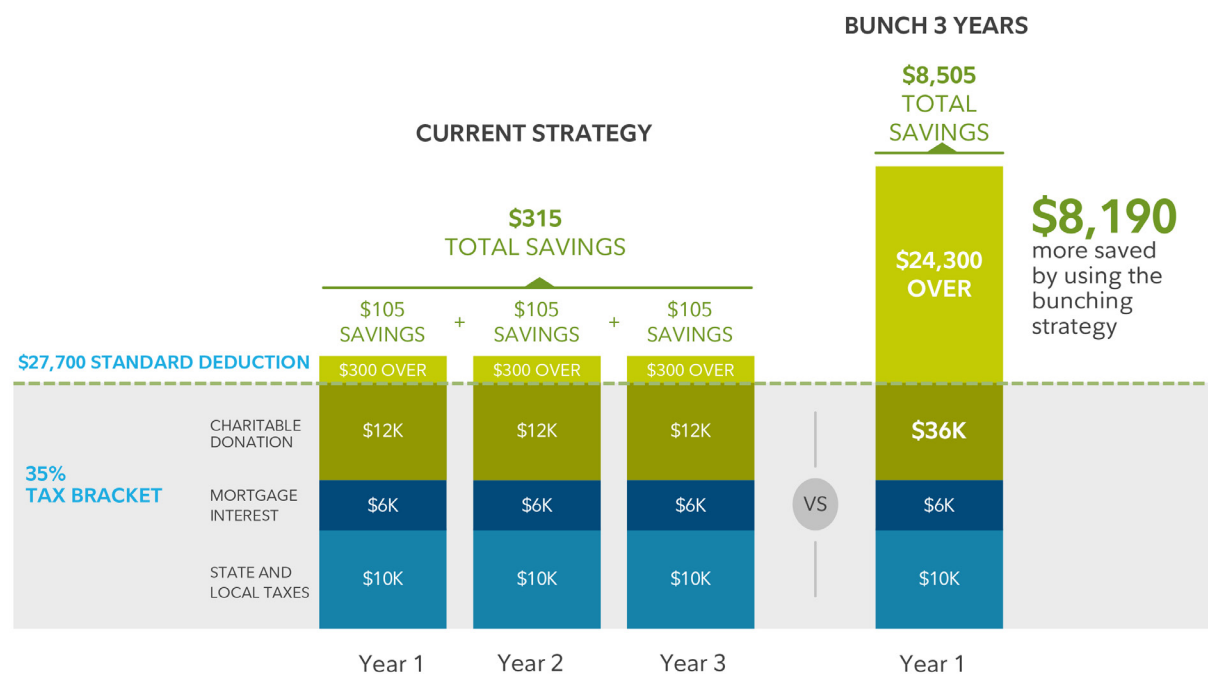 BUNCH 3 YEARS
$8,505
TOTAL
SAVINGS
CURRENT STRATEGY
$315
TOTAL SAVINGS
$105
SAVINGS
+
$105
SAVINGS
+
$105
SAVINGS
$24,300
OVER
$8,190
more saved
by using the
bunching
strategy
$27,700 STANDARD DEDUCTION
$300 OVER
$300 OVER
$300 OVER
35%
TAX BRACKET
CHARITABLE
DONATION
$12K
$12K
$12K
$36K
MORTGAGE
INTEREST
$6K
$6K
$6K
VS
$6K
STATE AND
LOCAL TAXES
$10K
$10K
$10K
$10K
Year 1
Year 2
Year 3
Year 1